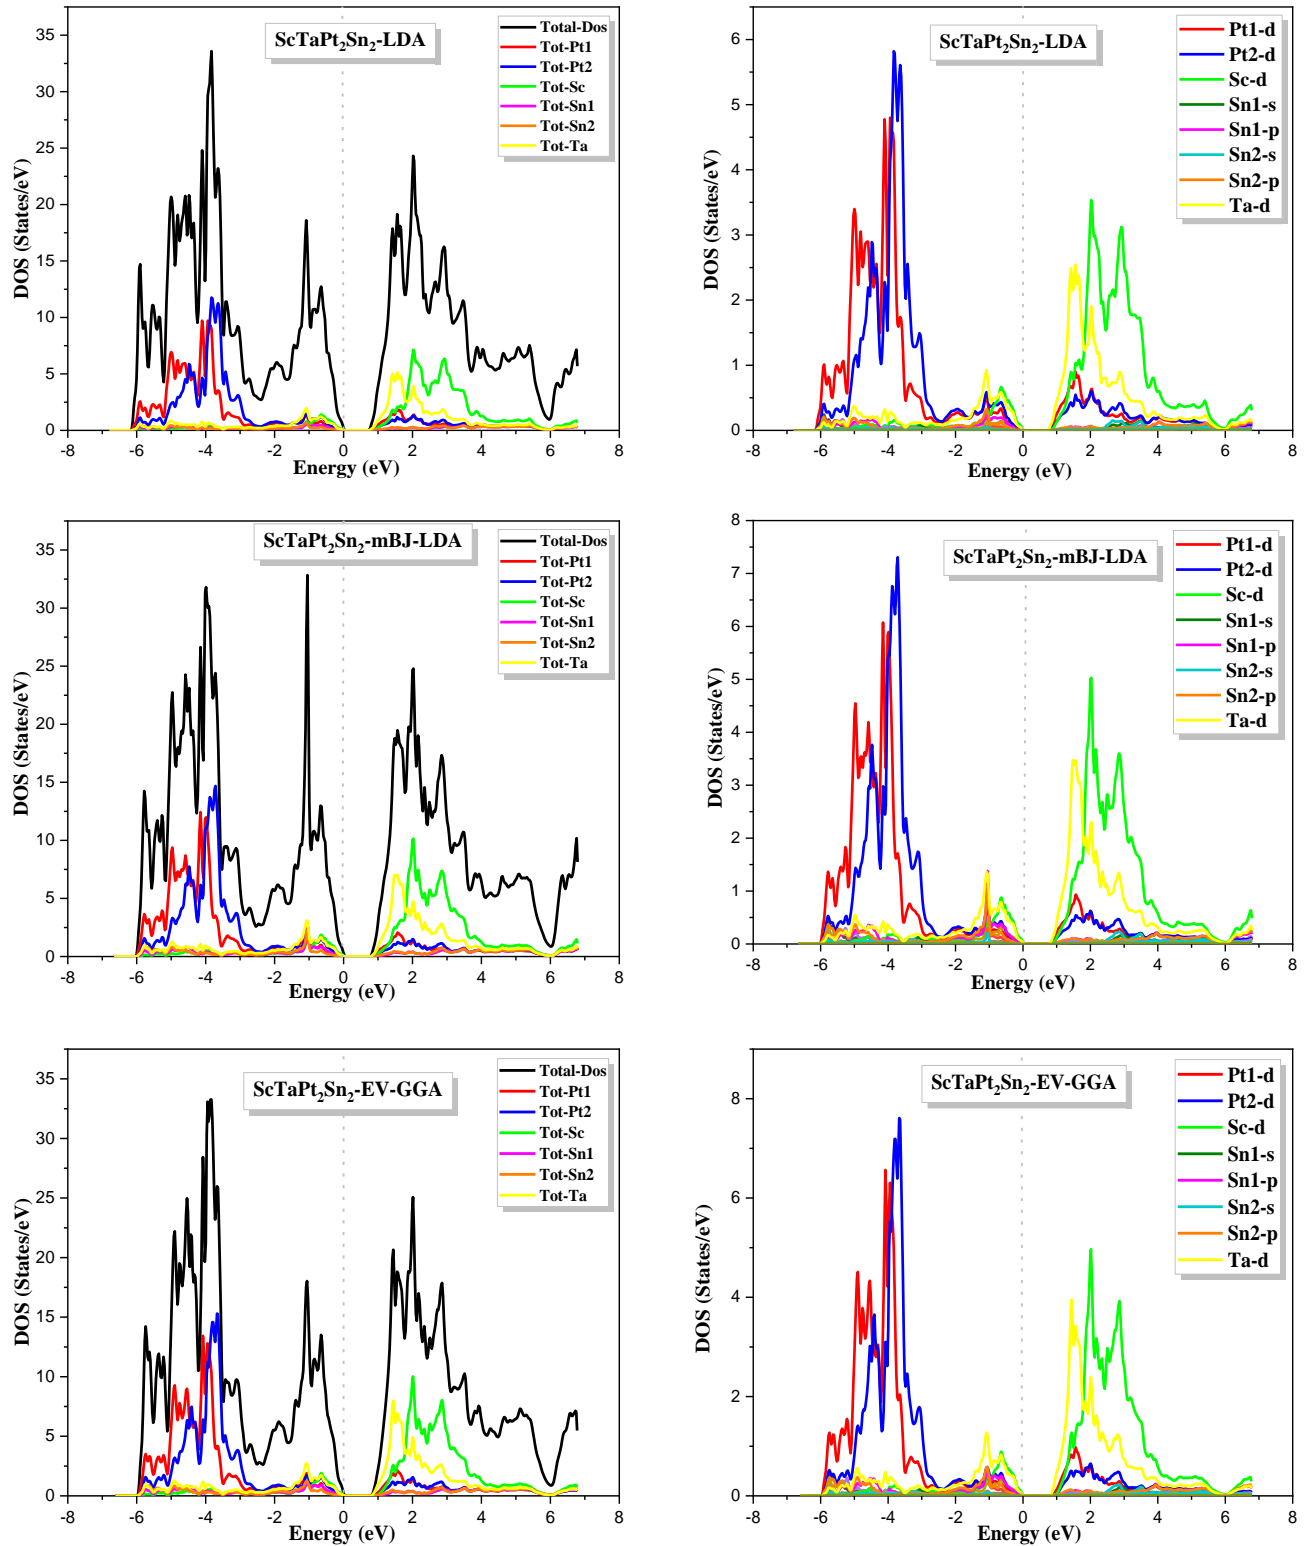 ScTaPt₂Sn₂-LDA
Total-Dos
Tot-Pt1
Tot-Pt2
Tot-Sc
Tot-Sn1
Tot-Sn2
Tot-Ta
DOS (States/eV)
35
30
25
20
15
10
5
0
-8 -6 -4 -2 0 2 4 6 8
Energy (eV)
ScTaPt₂Sn₂-LDA
Pt1-d
Pt2-d
Sc-d
Sn1-s
Sn1-p
Sn2-s
Sn2-p
Ta-d
DOS (States/eV)
6
5
4
3
2
1
0
-8 -6 -4 -2 0 2 4 6 8
Energy (eV)
ScTaPt₂Sn₂-mBJ-LDA
Total-Dos
Tot-Pt1
Tot-Pt2
Tot-Sc
Tot-Sn1
Tot-Sn2
Tot-Ta
DOS (States/eV)
35
30
25
20
15
10
5
0
-8 -6 -4 -2 0 2 4 6 8
Energy (eV)
ScTaPt₂Sn₂-mBJ-LDA
Pt1-d
Pt2-d
Sc-d
Sn1-s
Sn1-p
Sn2-s
Sn2-p
Ta-d
DOS (States/eV)
8
7
6
5
4
3
2
1
0
-8 -6 -4 -2 0 2 4 6 8
Energy (eV)
ScTaPt₂Sn₂-EV-GGA
Total-Dos
Tot-Pt1
Tot-Pt2
Tot-Sc
Tot-Sn1
Tot-Sn2
Tot-Ta
DOS (States/eV)
35
30
25
20
15
10
5
0
-8 -6 -4 -2 0 2 4 6 8
Energy (eV)
ScTaPt₂Sn₂-EV-GGA
Pt1-d
Pt2-d
Sc-d
Sn1-s
Sn1-p
Sn2-s
Sn2-p
Ta-d
DOS (States/eV)
8
6
4
2
0
-8 -6 -4 -2 0 2 4 6 8
Energy (eV)